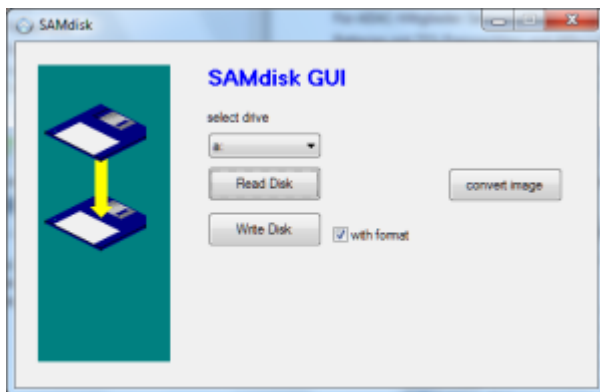 SAMdisk
SAMdisk GUI
select drive
a:
Read Disk
convert image
Write Disk
with format